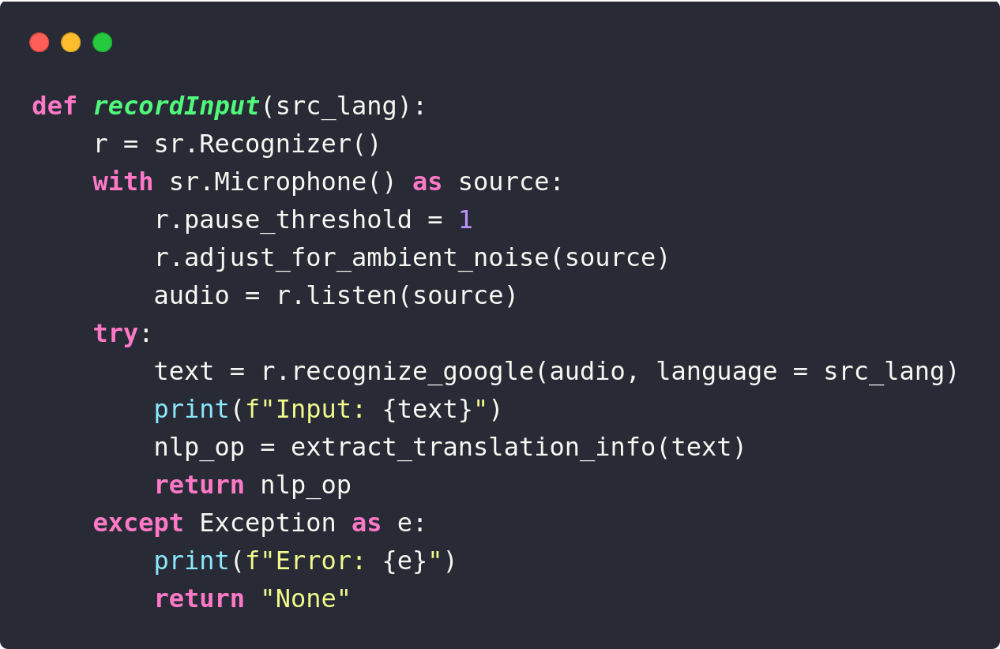 def recordInput(src_lang):
    r = sr.Recognizer()
    with sr.Microphone() as source:
        r.pause_threshold = 1
        r.adjust_for_ambient_noise(source)
        audio = r.listen(source)
    try:
        text = r.recognize_google(audio, language = src_lang)
        print(f"Input: {text}")
        nlp_op = extract_translation_info(text)
        return nlp_op
    except Exception as e:
        print(f"Error: {e}")
        return "None"